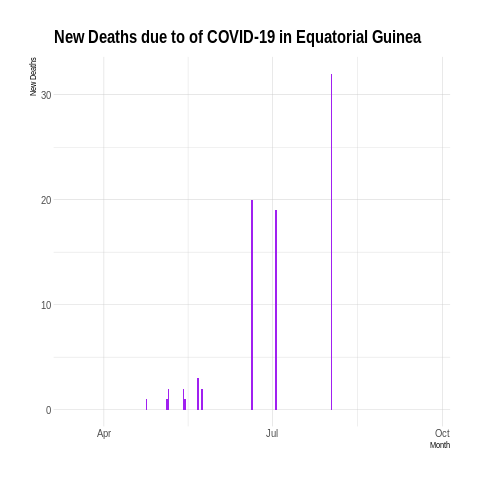 New Deaths due to of COVID-19 in Equatorial Guinea
New Deaths
30
20
10
0
Apr
Jul
Oct
Month